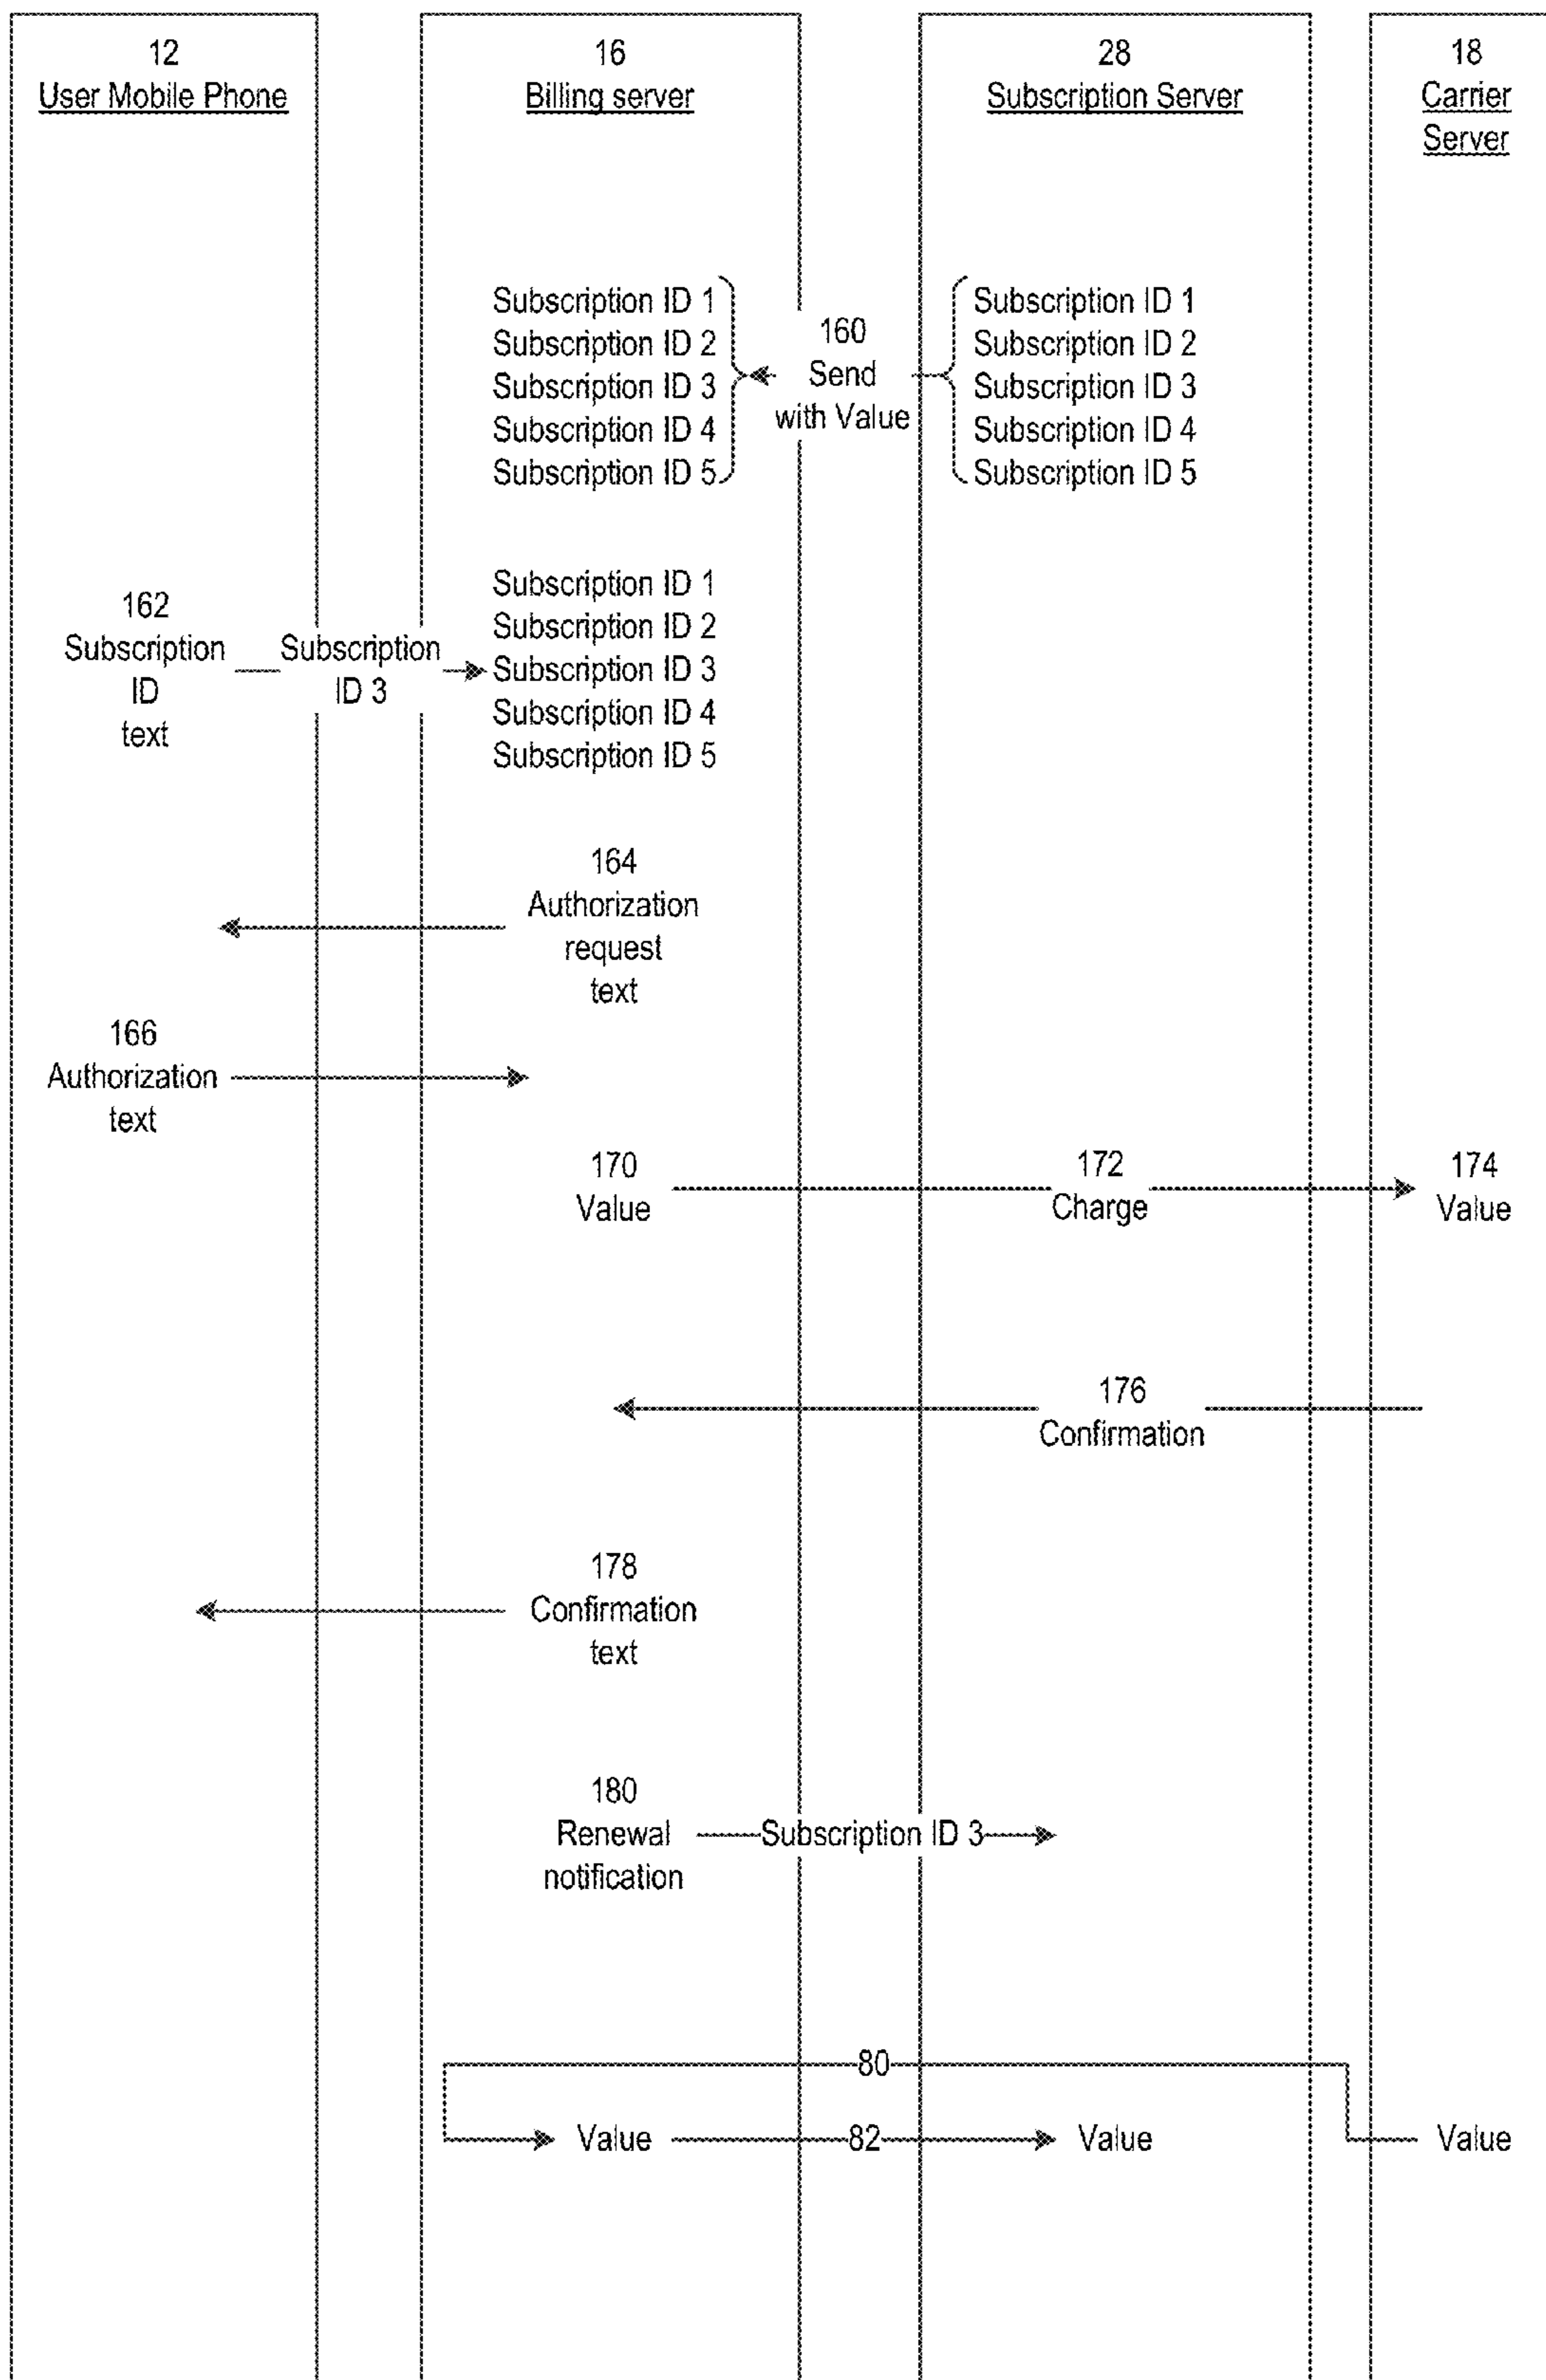 12
User Mobile Phone
16
Billing server
28
Subscription Server
18
Carrier
Server
Subscription ID 1
Subscription ID 2
Subscription ID 3
Subscription ID 4
Subscription ID 5
160
Send
with Value
Subscription ID 1
Subscription ID 2
Subscription ID 3
Subscription ID 4
Subscription ID 5
162
Subscription
ID
text
Subscription
ID 3
Subscription ID 1
Subscription ID 2
Subscription ID 3
Subscription ID 4
Subscription ID 5
164
Authorization
request
text
166
Authorization
text
170
Value
172
Charge
174
Value
176
Confirmation
178
Confirmation
text
180
Renewal
notification
Subscription ID 3
80
Value
82
Value
Value